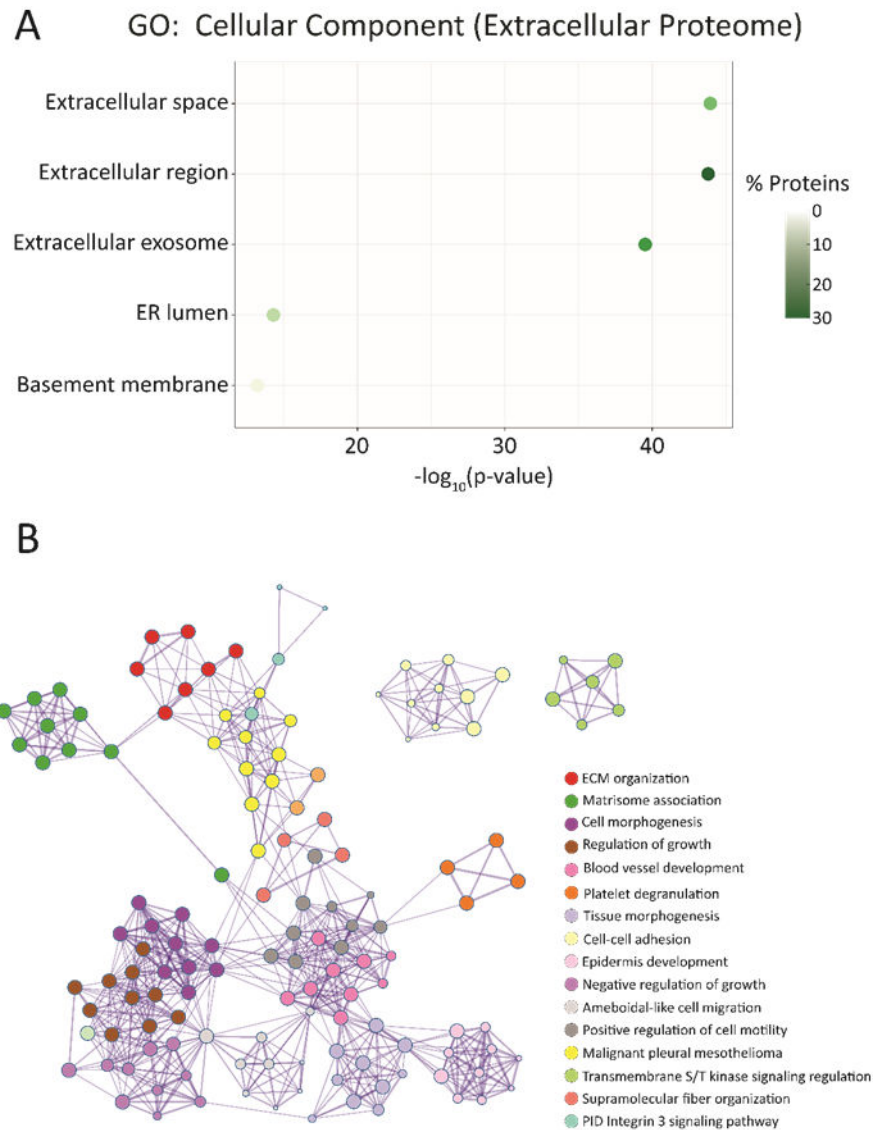 A
GO: Cellular Component (Extracellular Proteome)
Extracellular space
Extracellular region
Extracellular exosome
ER lumen
Basement membrane
20
30
40
-log10(p-value)
% Proteins
0
10
20
30
B
ECM organization
Matrisome association
Cell morphogenesis
Regulation of growth
Blood vessel development
Platelet degranulation
Tissue morphogenesis
Cell-cell adhesion
Epidermis development
Negative regulation of growth
Ameboidal-like cell migration
Positive regulation of cell motility
Malignant pleural mesothelioma
Transmembrane S/T kinase signaling regulation
Supramolecular fiber organization
PID Integrin 3 signaling pathway